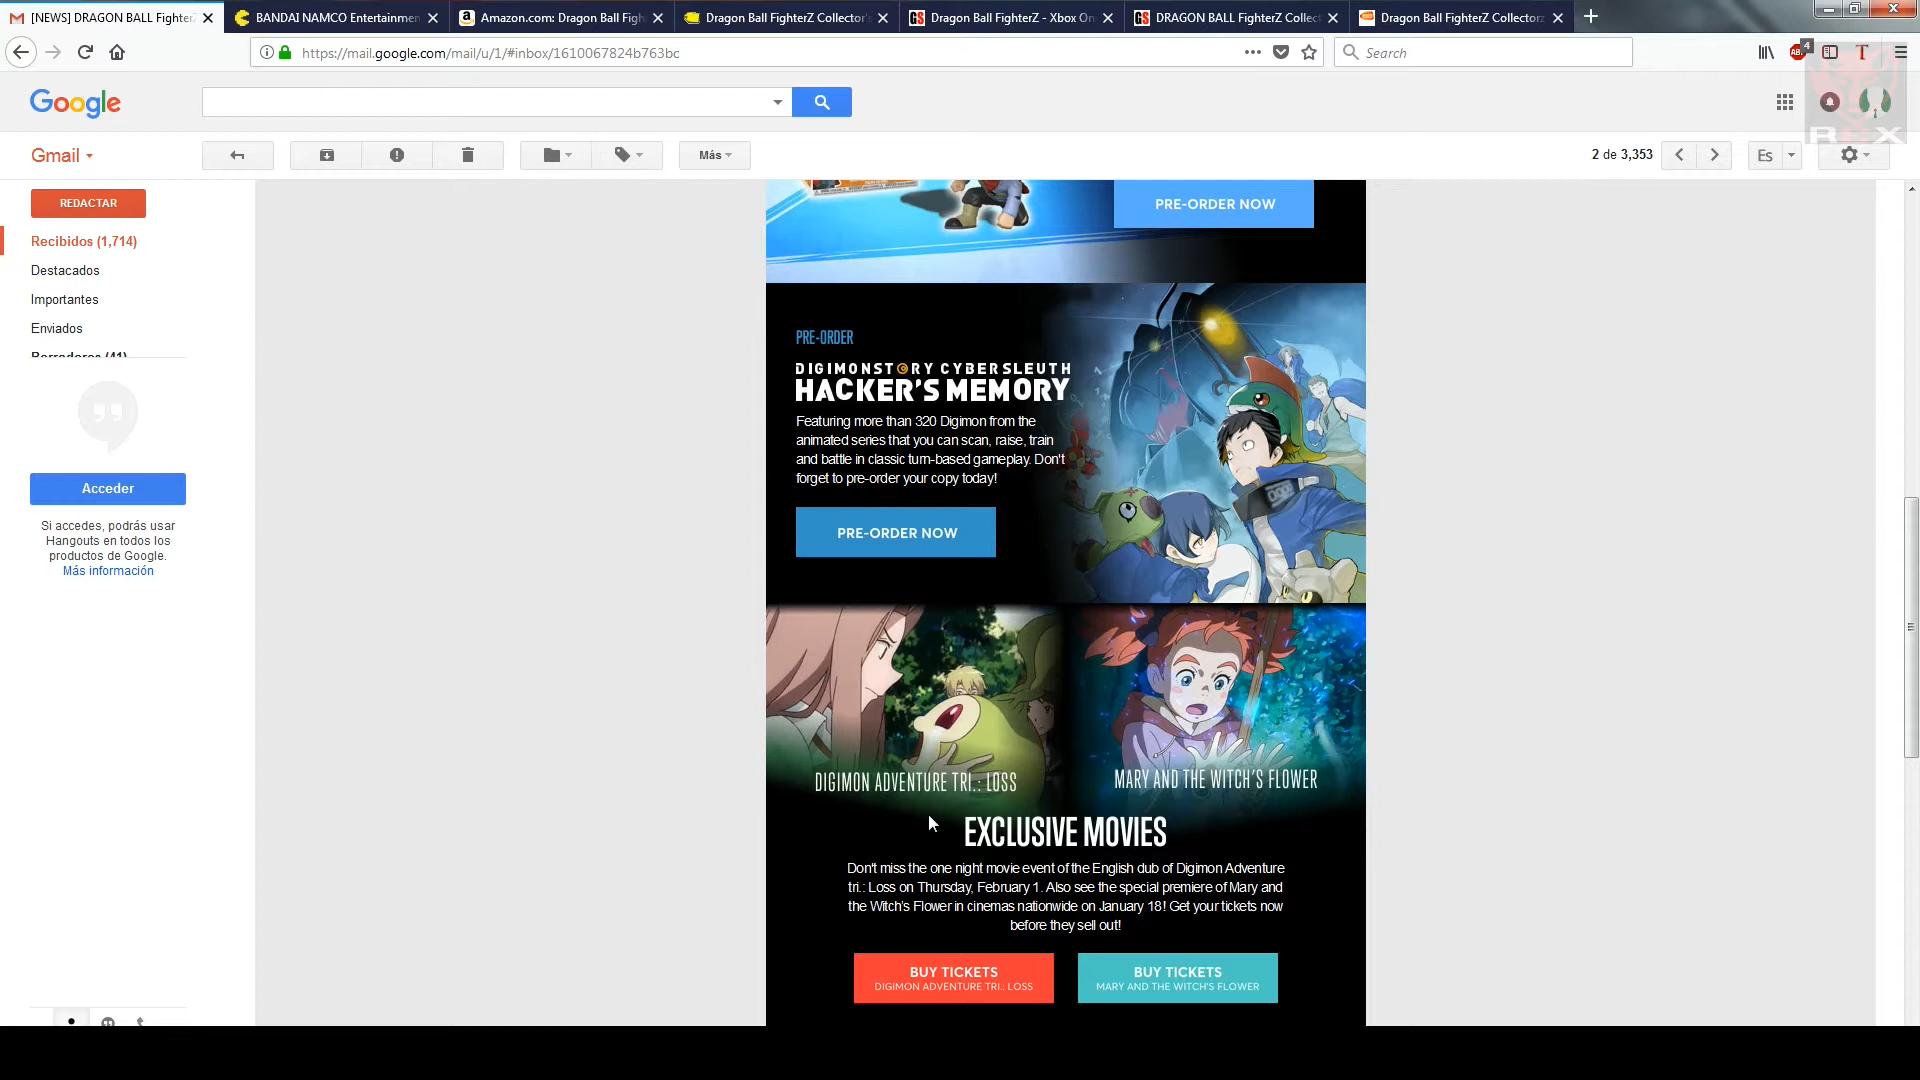 [NEWS] DRAGON BALL Fighter
BANDAI NAMCO Entertainmen
Amazon.com: Dragon Ball Figh
Dragon Ball FighterZ Collector'
Dragon Ball FighterZ - Xbox On
DRAGON BALL FighterZ Collect
Dragon Ball FighterZ Collectorz
https://mail.google.com/mail/u/1/#inbox/1610067824b763bc
Search
4
Google
Gmail
Más
2 de 3,353
Es
REDACTAR
Recibidos (1,714)
Destacados
Importantes
Enviados
Borradores (41)
Acceder
Si accedes, podrás usar
Hangouts en todos los
productos de Google.
Más información
PRE-ORDER NOW
PRE-ORDER
DIGIMON STORY CYBER SLEUTH
HACKER'S MEMORY
Featuring more than 320 Digimon from the
animated series that you can scan, raise, train
and battle in classic turn-based gameplay. Don't
forget to pre-order your copy today!
PRE-ORDER NOW
DIGIMON ADVENTURE TRI.: LOSS
MARY AND THE WITCH'S FLOWER
EXCLUSIVE MOVIES
Don't miss the one night movie event of the English dub of Digimon Adventure
tri.: Loss on Thursday, February 1. Also see the special premiere of Mary and
the Witch's Flower in cinemas nationwide on January 18! Get your tickets now
before they sell out!
BUY TICKETS
DIGIMON ADVENTURE TRI.: LOSS
BUY TICKETS
MARY AND THE WITCH'S FLOWER